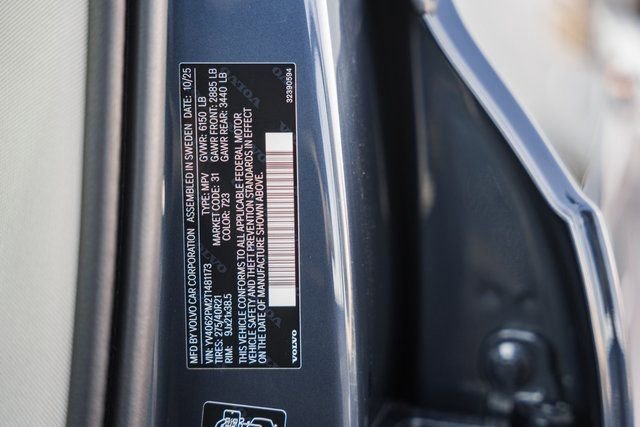 MFD BY VOLVO CAR CORPORATION ASSEMBLED IN SWEDEN DATE: 10/25
VIN: YV4062PM2T1481173 TYPE: MPV GVWR: 6150 LB
TIRES: 275/40R21 MARKET CODE: 31 GAWR FRONT: 2885 LB
RIM: 9Jx21x38.5 COLOR: 723 GAWR REAR: 3440 LB
THIS VEHICLE CONFORMS TO ALL APPLICABLE FEDERAL MOTOR
VEHICLE SAFETY AND THEFT PREVENTION STANDARDS IN EFFECT
ON THE DATE OF MANUFACTURE SHOWN ABOVE.
VOLVO
32390594